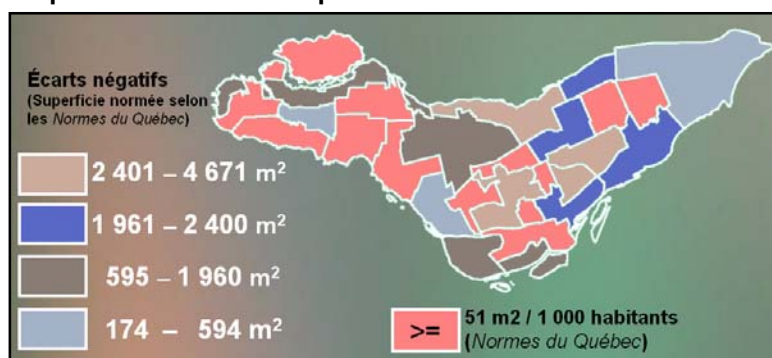 Écarts négatifs
(Superficie normée selon
les Normes du Québec)
2 401 – 4 671 m²
1 961 – 2 400 m²
595 – 1 960 m²
174 – 594 m²
>=
51 m2 / 1 000 habitants
(Normes du Québec)